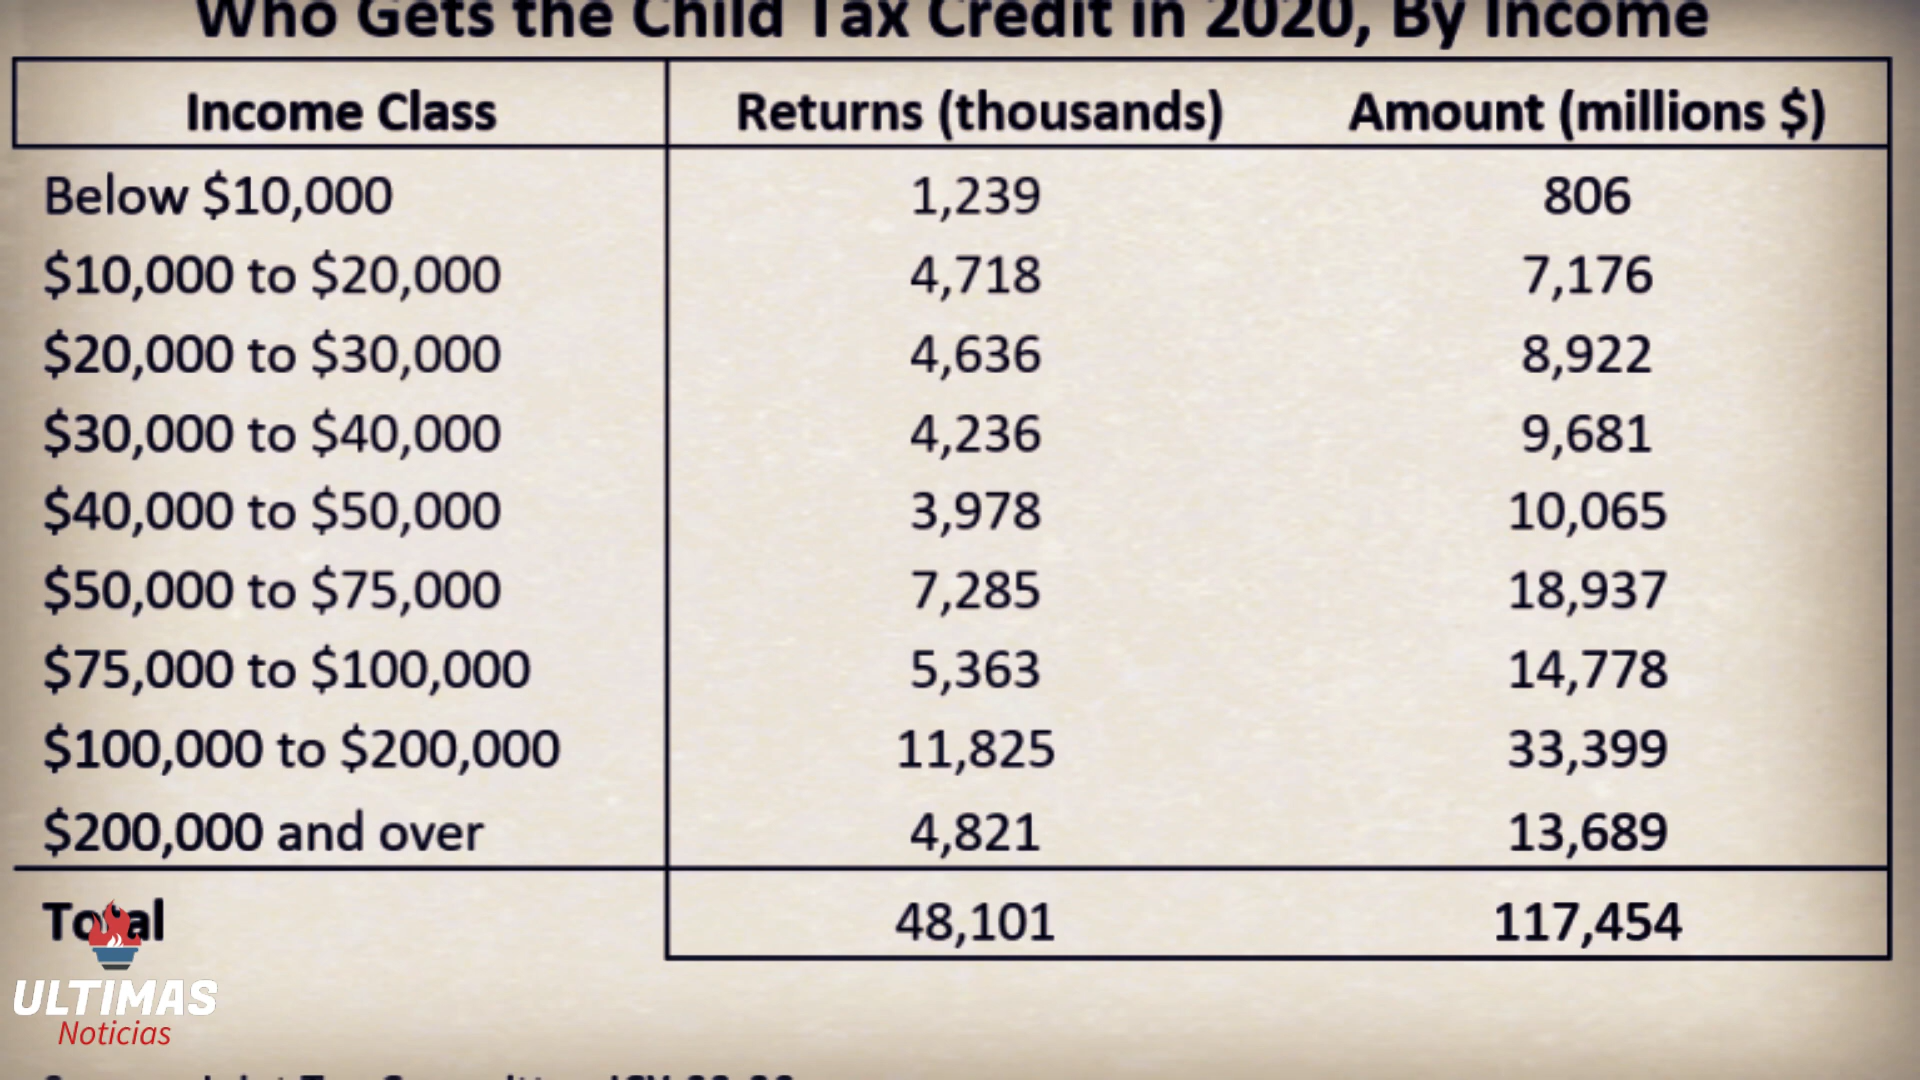 Who Gets the Child Tax Credit in 2020, By Income
Income Class Returns (thousands) Amount (millions $)
Below $10,000 1,239 806
$10,000 to $20,000 4,718 7,176
$20,000 to $30,000 4,636 8,922
$30,000 to $40,000 4,236 9,681
$40,000 to $50,000 3,978 10,065
$50,000 to $75,000 7,285 18,937
$75,000 to $100,000 5,363 14,778
$100,000 to $200,000 11,825 33,399
$200,000 and over 4,821 13,689
Total 48,101 117,454
ULTIMAS
Noticias